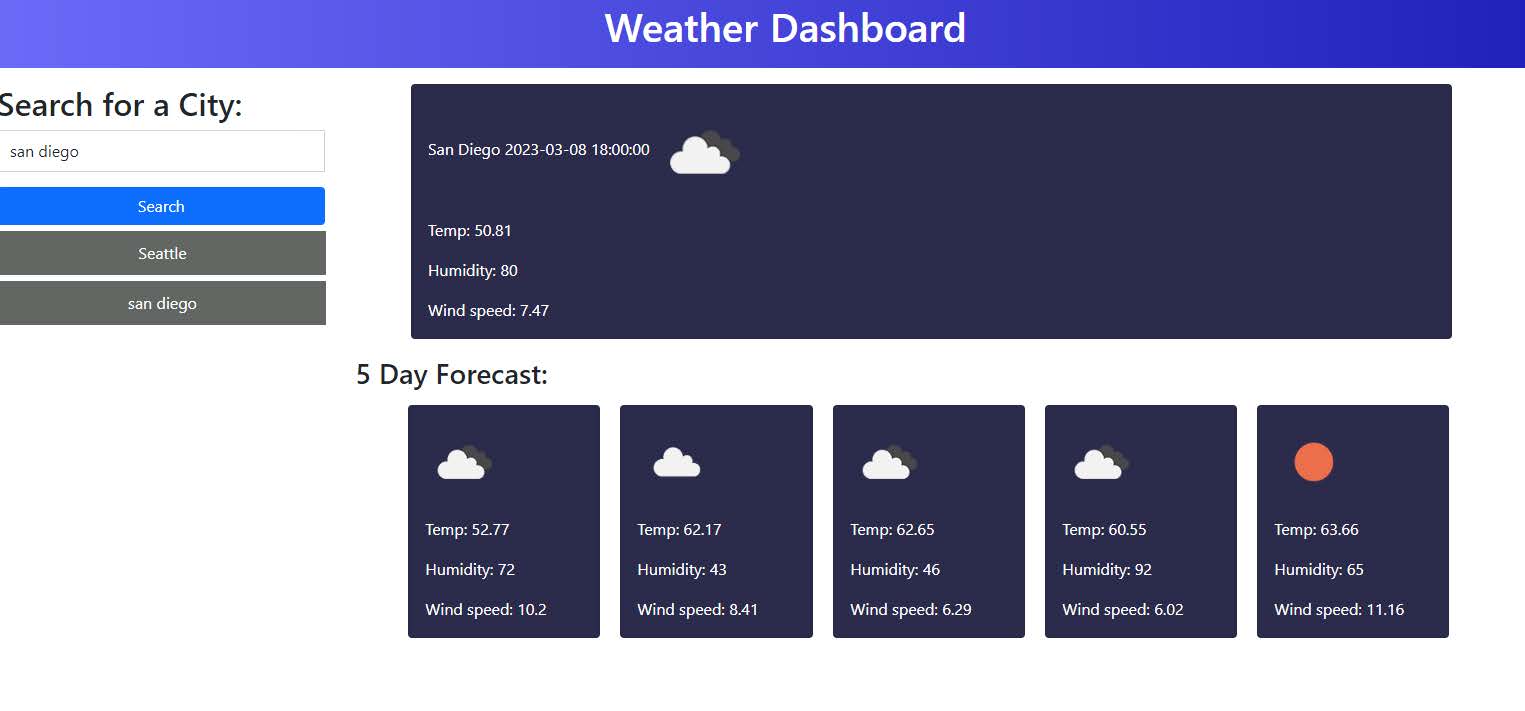 Weather Dashboard
Search for a City:
san diego
Search
Seattle
san diego
San Diego 2023-03-08 18:00:00
Temp: 50.81
Humidity: 80
Wind speed: 7.47
5 Day Forecast:
Temp: 52.77
Humidity: 72
Wind speed: 10.2
Temp: 62.17
Humidity: 43
Wind speed: 8.41
Temp: 62.65
Humidity: 46
Wind speed: 6.29
Temp: 60.55
Humidity: 92
Wind speed: 6.02
Temp: 63.66
Humidity: 65
Wind speed: 11.16